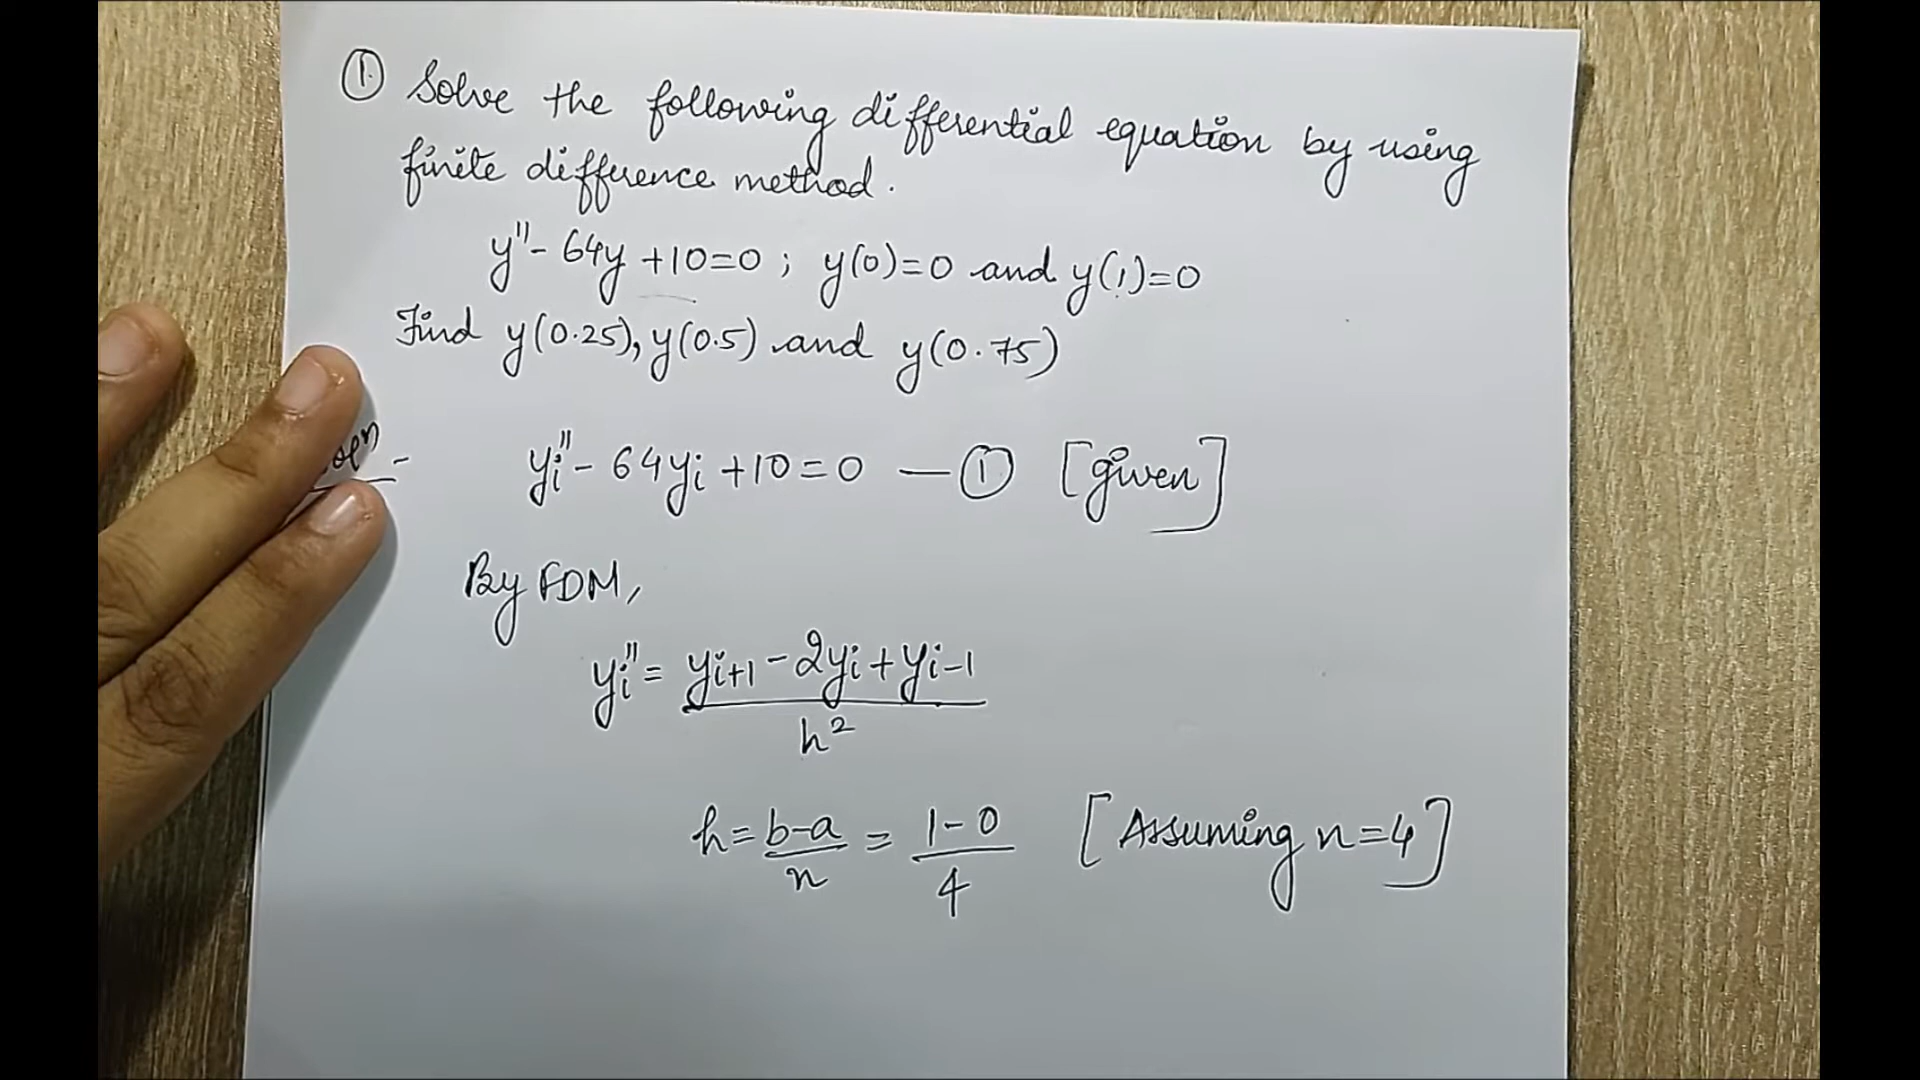 ① Solve the following differential equation by using
finite difference method.
y'' - 64y + 10 = 0 ; y(0) = 0 and y(1) = 0
Find y(0.25), y(0.5) and y(0.75)
yi'' - 64yi + 10 = 0 — ① [given]
By FDM,
yi'' = yi+1 - 2yi + yi-1
h²
h = b-a = 1-0 [Assuming n=4]
n 4